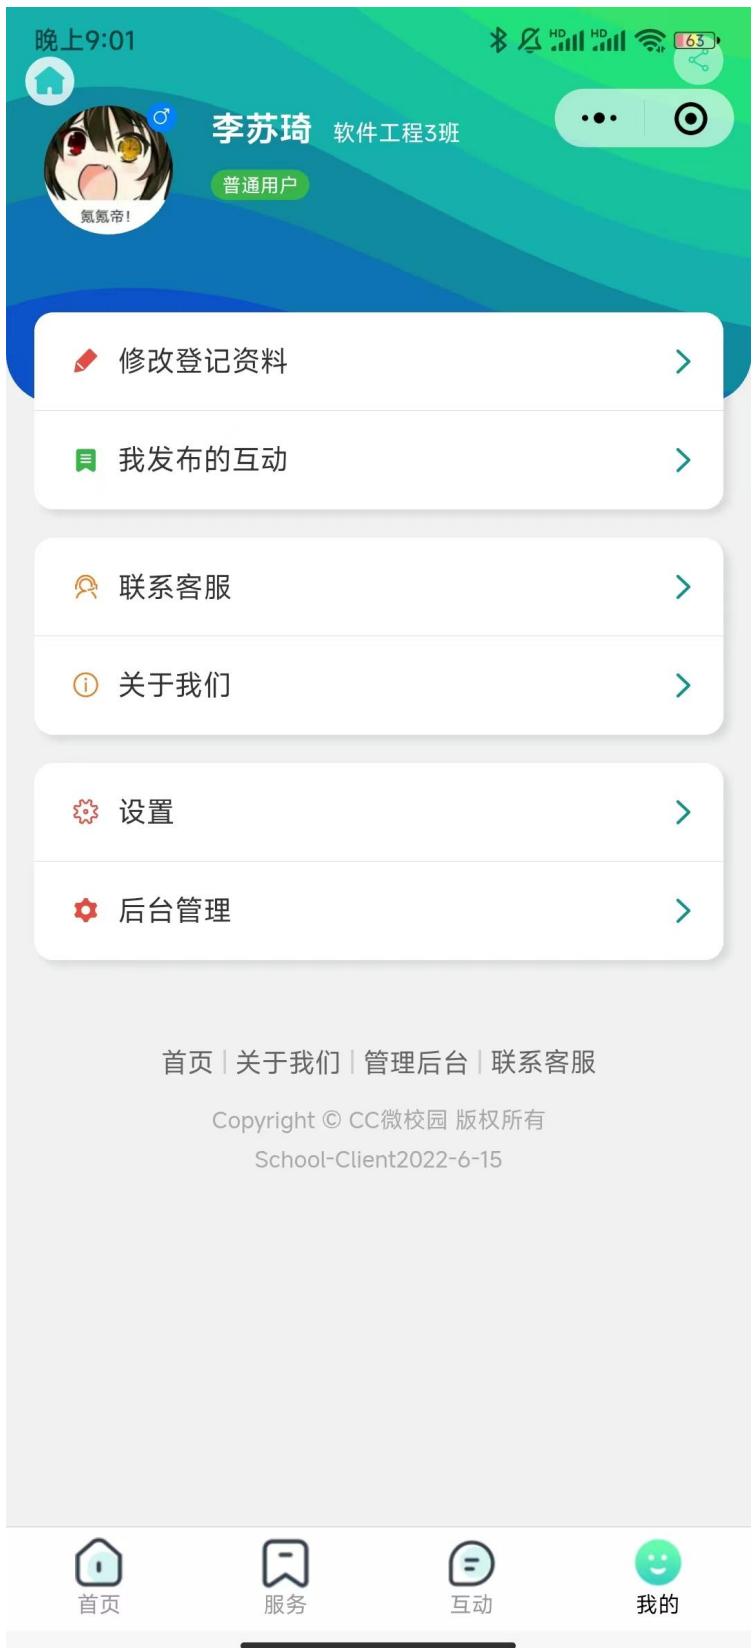 晚上9:01
HD HD 63
李苏琦 软件工程3班
普通用户
氪氪帝!
修改登记资料
我发布的互动
联系客服
关于我们
设置
后台管理
首页 | 关于我们 | 管理后台 | 联系客服
Copyright © CC微校园 版权所有
School-Client2022-6-15
首页 服务 互动 我的